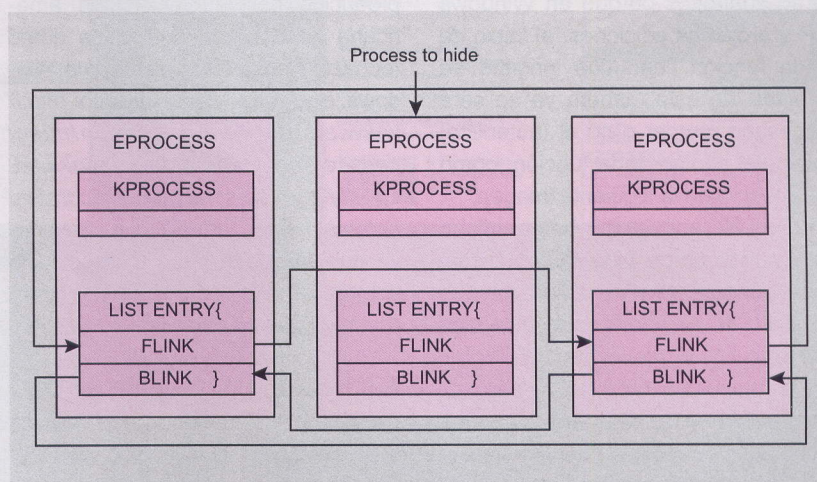 Process to hide
EPROCESS
EPROCESS
EPROCESS
KPROCESS
KPROCESS
KPROCESS
LIST ENTRY{
LIST ENTRY{
LIST ENTRY{
FLINK
FLINK
FLINK
BLINK }
BLINK }
BLINK }